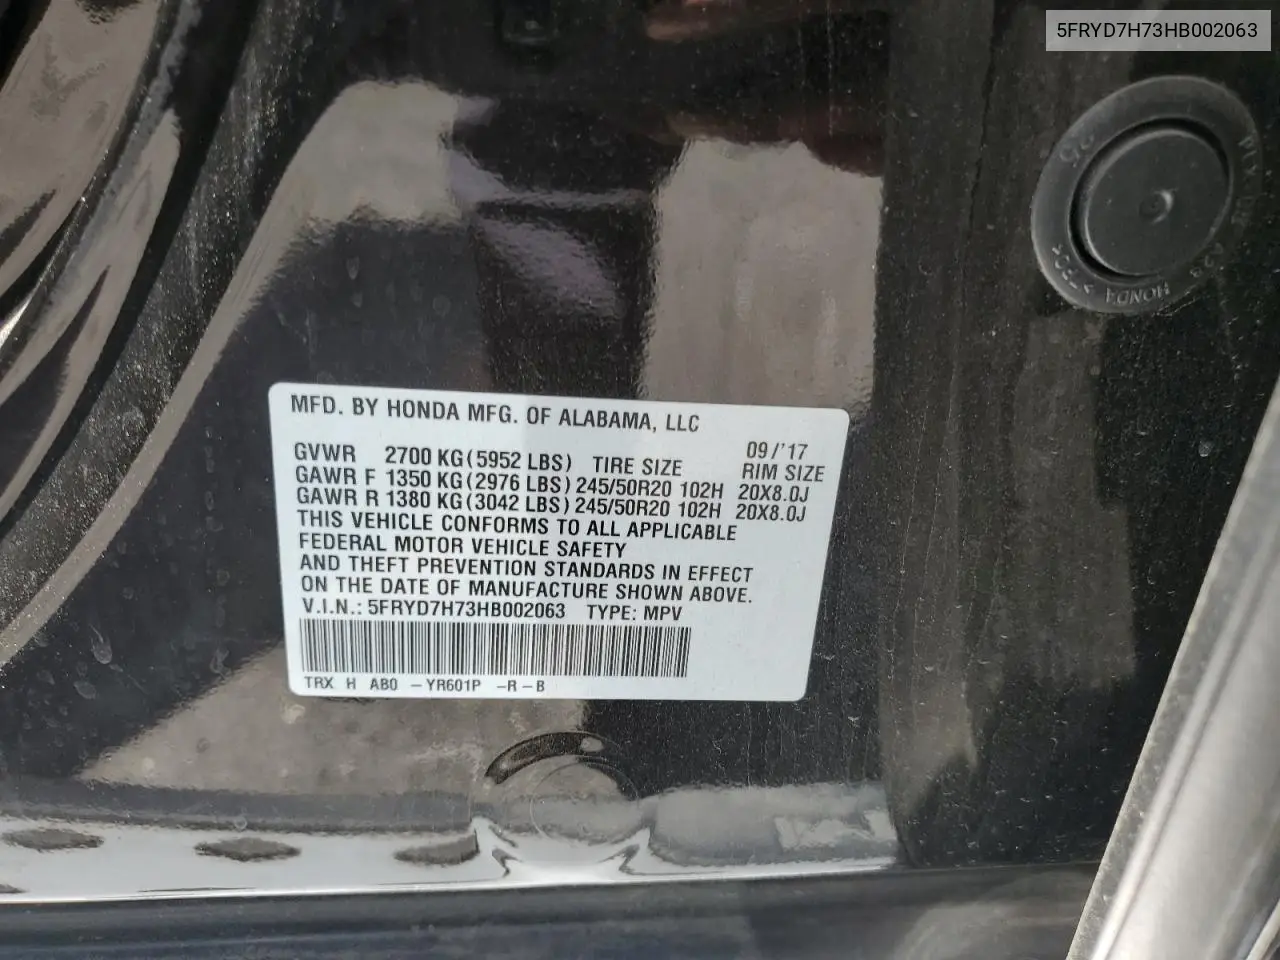 5FRYD7H73HB002063
MFD. BY HONDA MFG. OF ALABAMA, LLC
09/'17
GVWR 2700 KG(5952 LBS) TIRE SIZE RIM SIZE
GAWR F 1350 KG(2976 LBS) 245/50R20 102H 20X8.0J
GAWR R 1380 KG(3042 LBS) 245/50R20 102H 20X8.0J
THIS VEHICLE CONFORMS TO ALL APPLICABLE
FEDERAL MOTOR VEHICLE SAFETY
AND THEFT PREVENTION STANDARDS IN EFFECT
ON THE DATE OF MANUFACTURE SHOWN ABOVE.
V.I.N.: 5FRYD7H73HB002063 TYPE: MPV
TRX H AB0 -YR601P -R-B
HONDA